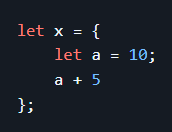 let x = {
    let a = 10;
    a + 5
};